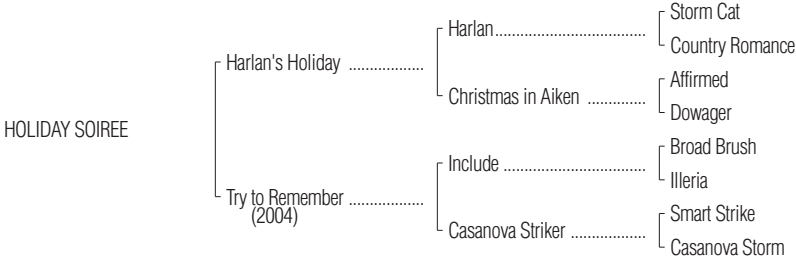 Storm Cat
Harlan....................................
Country Romance
Harlan's Holiday ..................
Affirmed
Christmas in Aiken ..............
Dowager
HOLIDAY SOIREE
Broad Brush
Include ..................................
Illeria
Try to Remember ..................
(2004)
Smart Strike
Casanova Striker ..................
Casanova Storm